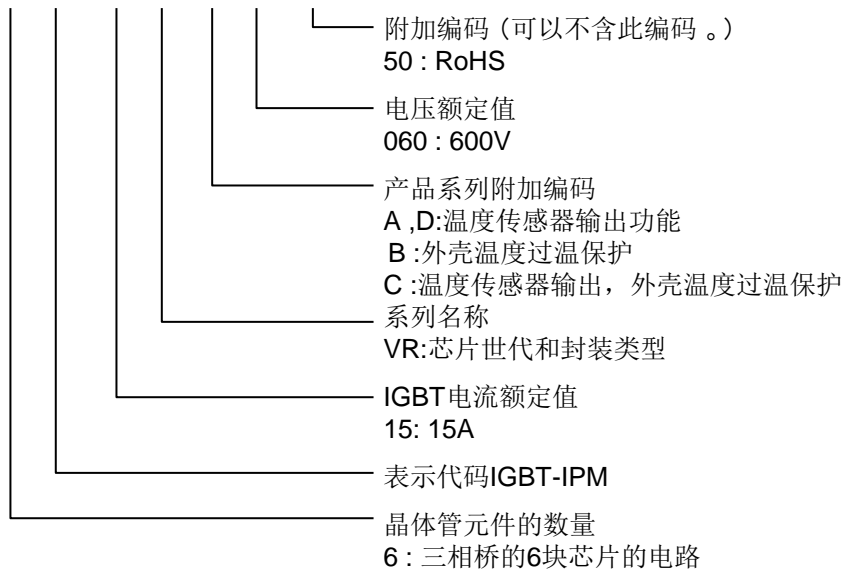 附加编码（可以不含此编码 。）
50 : RoHS
电压额定值
060 : 600V
产品系列附加编码
A ,D:温度传感器输出功能
B :外壳温度过温保护
C :温度传感器输出，外壳温度过温保护
系列名称
VR:芯片世代和封装类型
IGBT电流额定值
15: 15A
表示代码IGBT-IPM
晶体管元件的数量
6 : 三相桥的6块芯片的电路